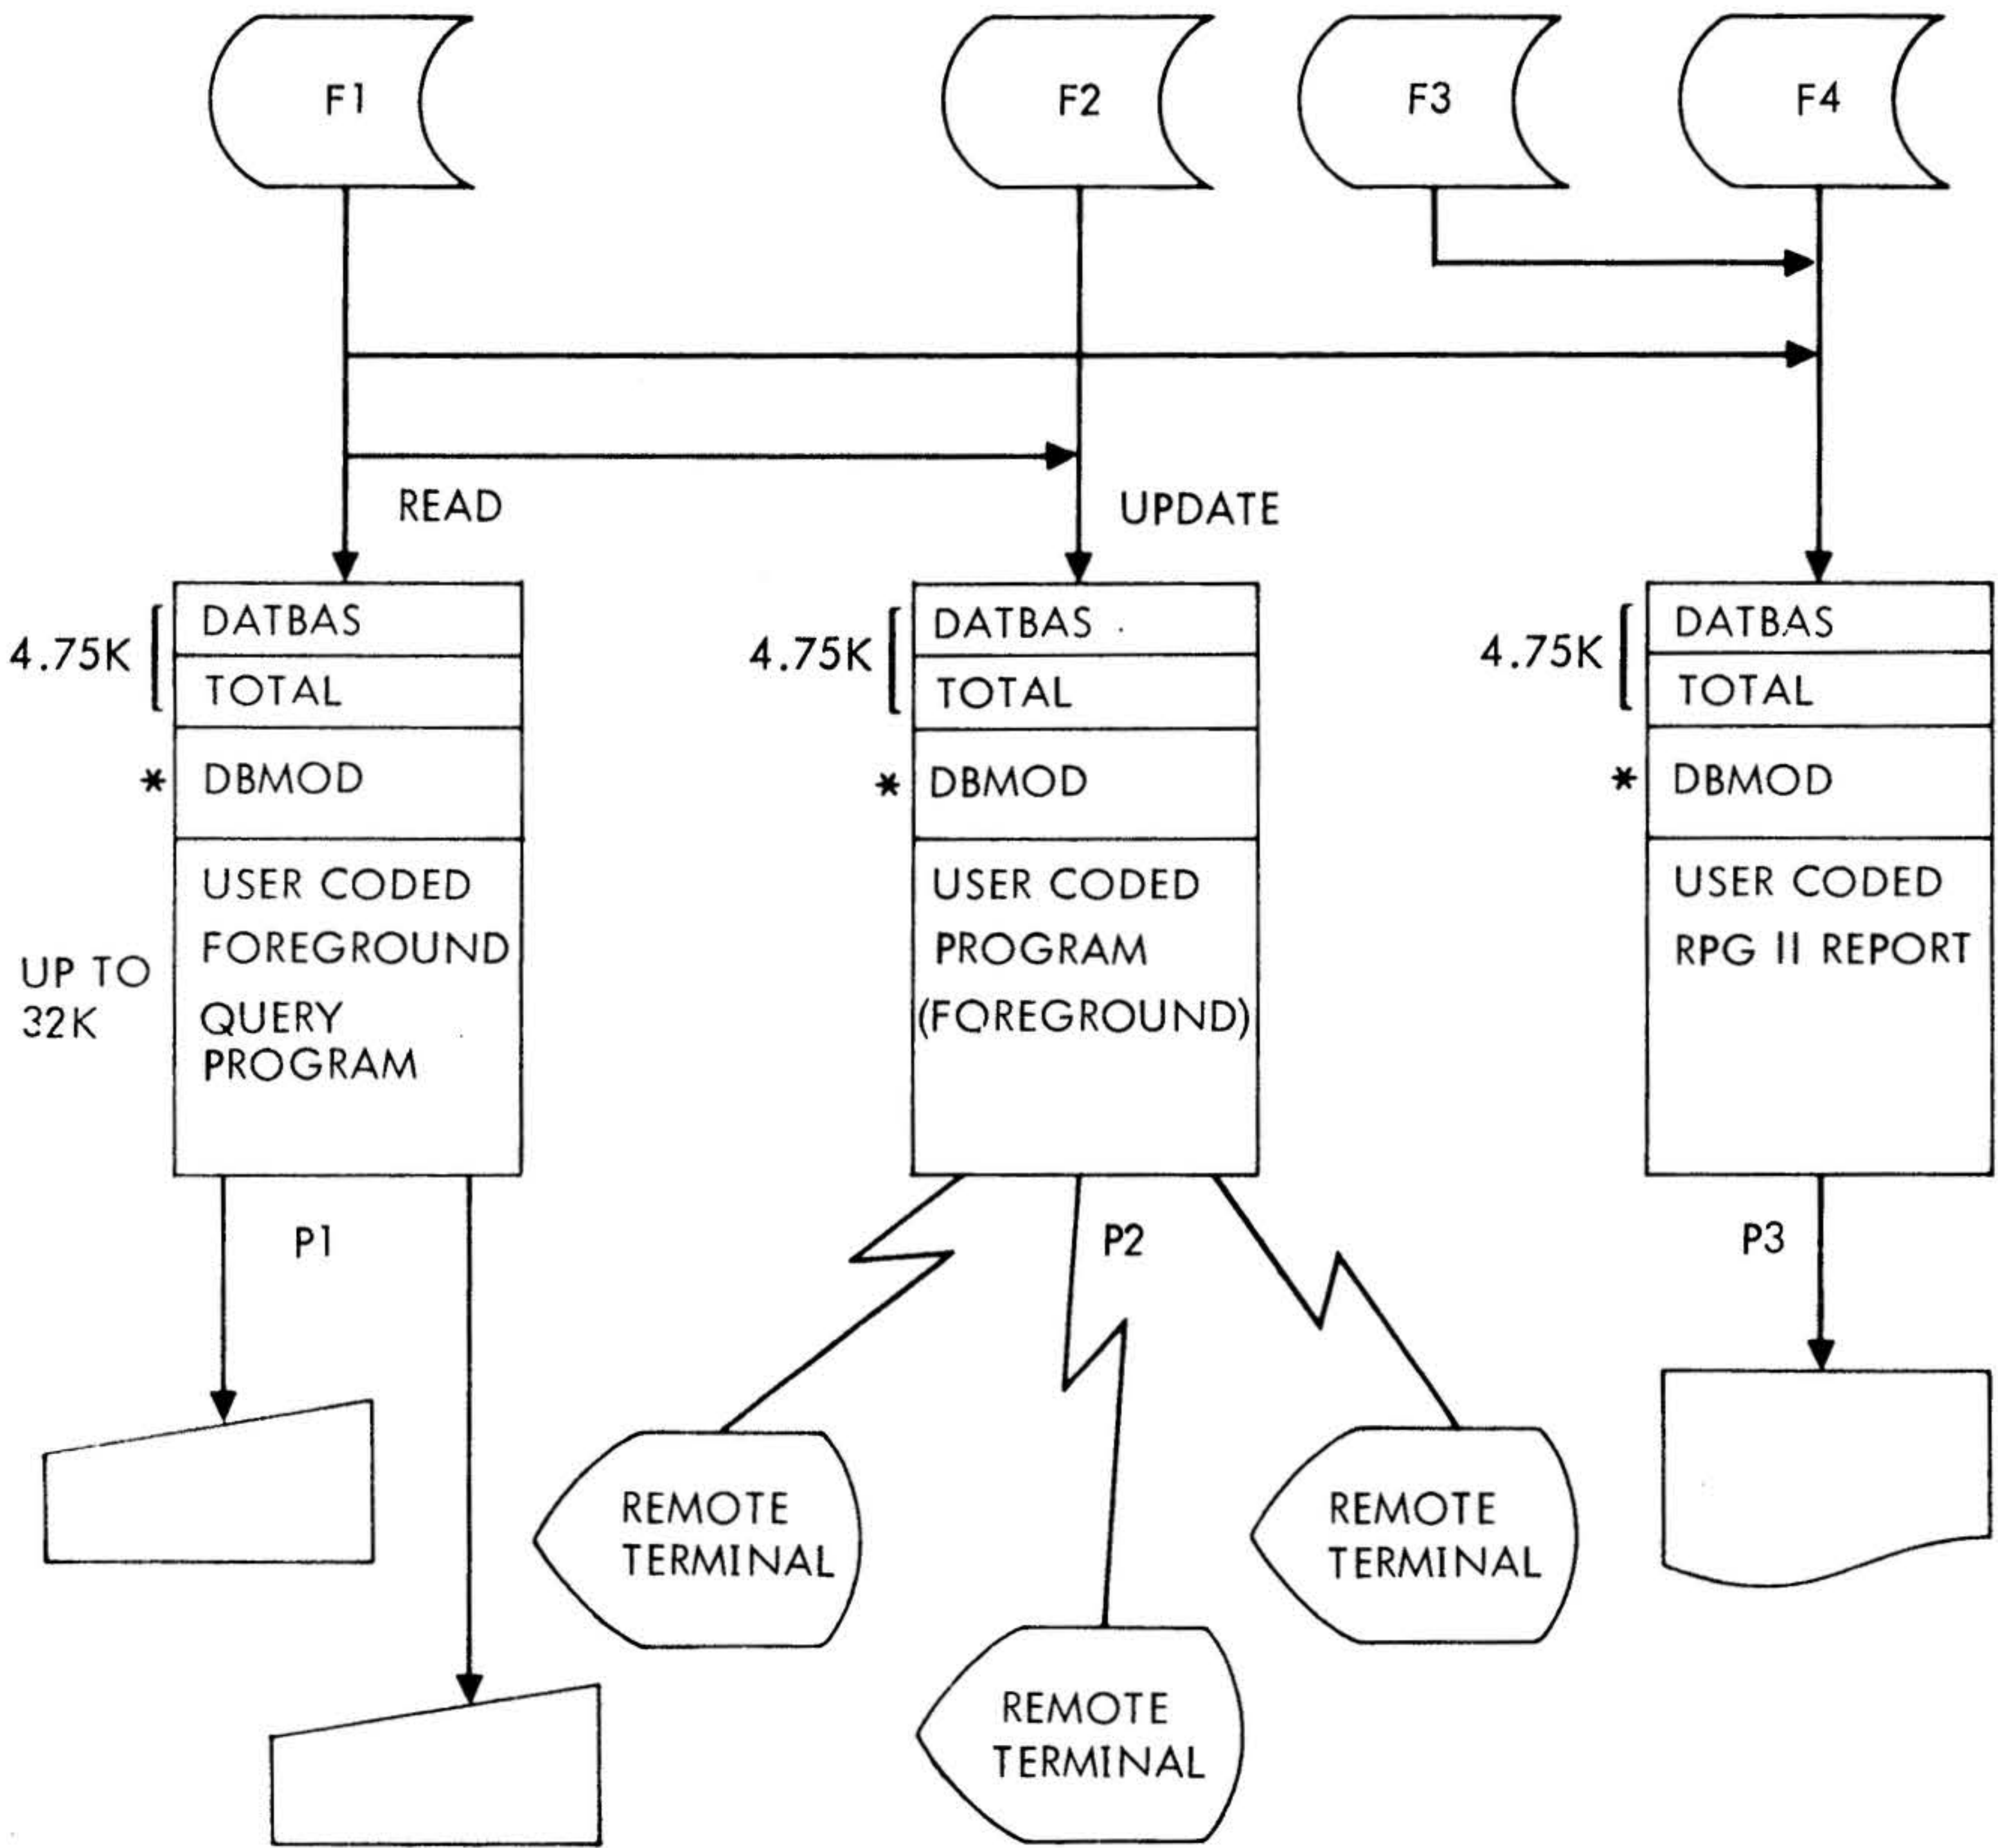 F1
F2
F3
F4
READ
UPDATE
4.75K
DATBAS
TOTAL
* DBMOD
UP TO
32K
USER CODED
FOREGROUND
QUERY
PROGRAM
4.75K
DATBAS
TOTAL
* DBMOD
USER CODED
PROGRAM
(FOREGROUND)
4.75K
DATBAS
TOTAL
* DBMOD
USER CODED
RPG II REPORT
P1
P2
P3
REMOTE
TERMINAL
REMOTE
TERMINAL
REMOTE
TERMINAL